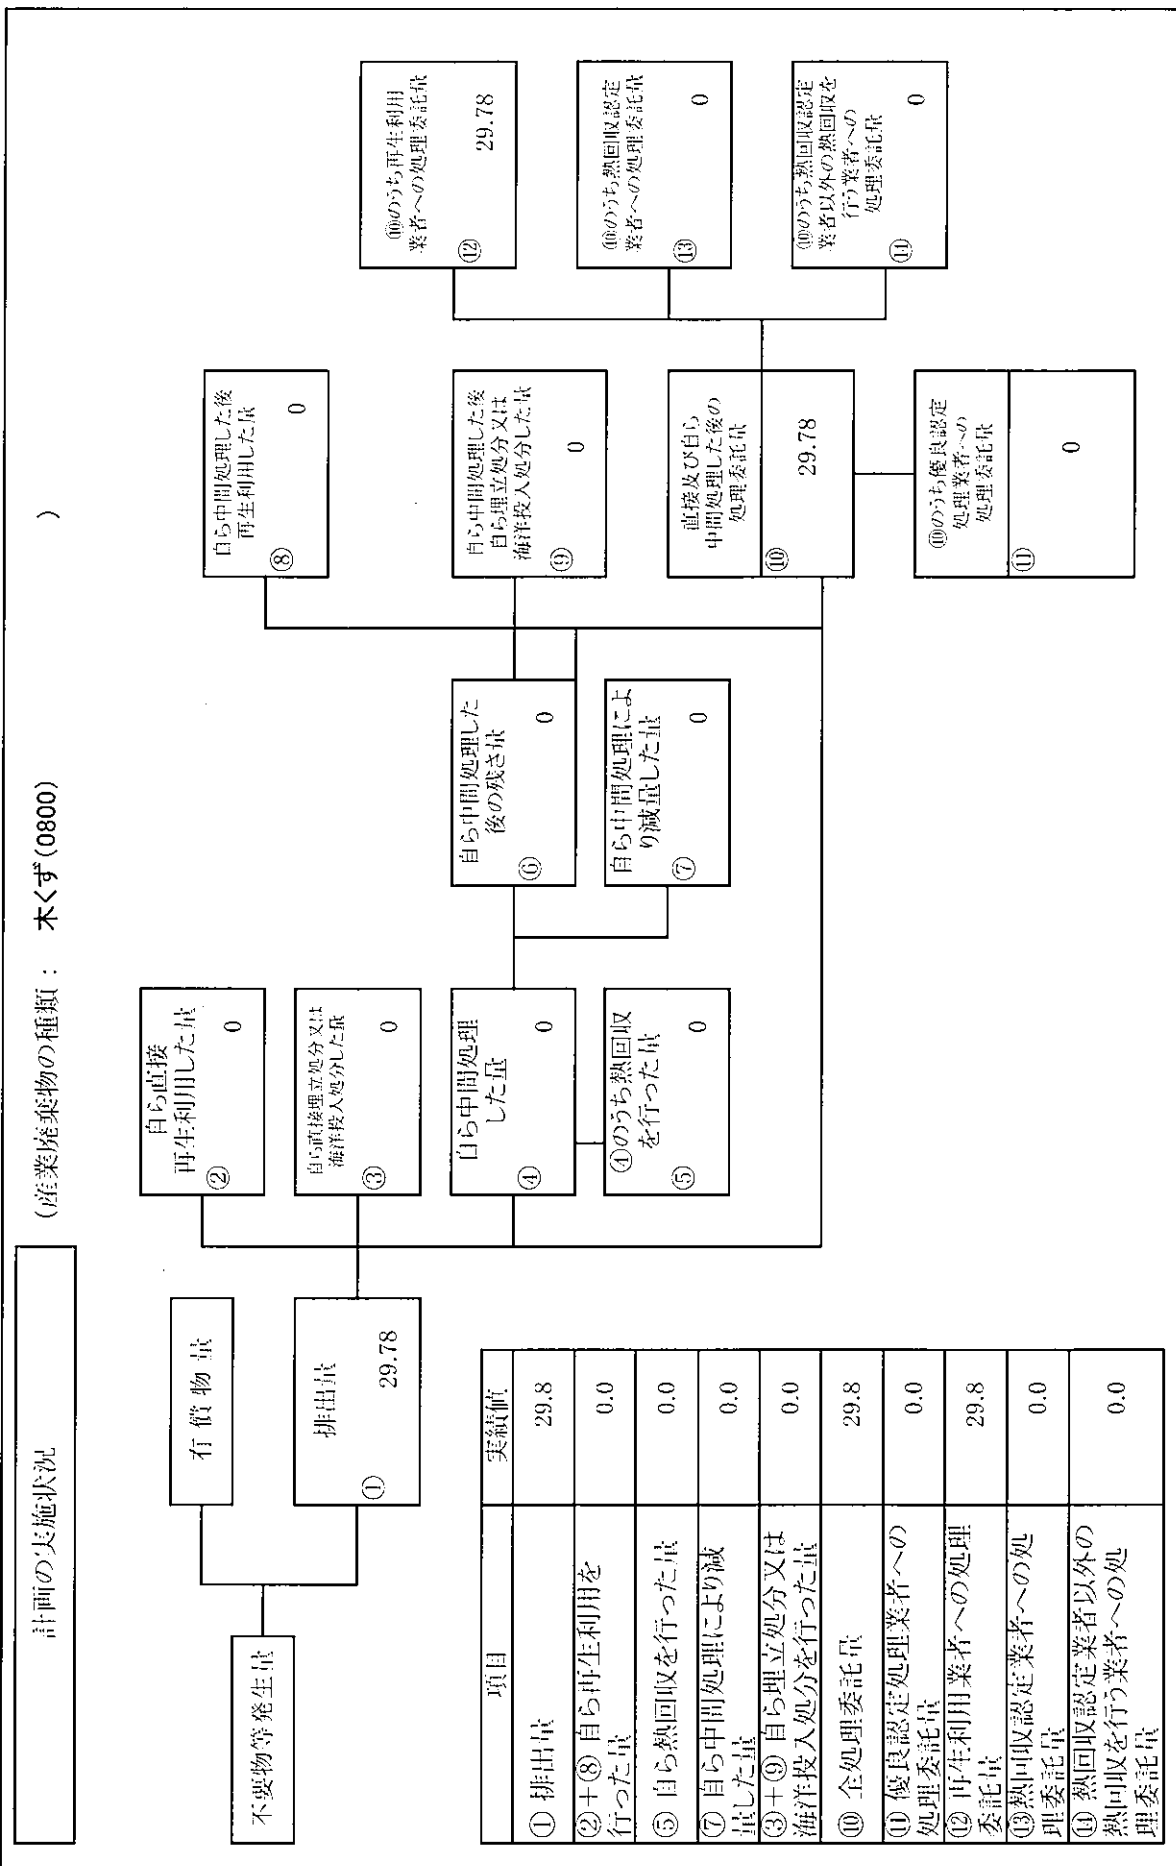 計画の実施状況
(産業廃棄物の種類： 木くず(0800) )
不要物等発生量
有償物量
排出量
① 29.78
自ら直接
再生利用した量
② 0
自ら直接埋立処分又は
海洋投入処分した量
③ 0
自ら中間処理
した量
④ 0
④のうち熱回収
を行った量
⑤ 0
自ら中間処理した
後の残さ量
⑥ 0
自ら中間処理によ
り減量した量
⑦ 0
自ら中間処理した後
再生利用した量
⑧ 0
自ら中間処理した後
自ら埋立処分又は
海洋投入処分した量
⑨ 0
直接及び自ら
中間処理した後の
処理委託量
⑩ 29.78
⑩のうち優良認定
処理業者への
処理委託量
⑪ 0
⑩のうち再生利用
業者への処理委託量
⑫ 29.78
⑩のうち熱回収認定
業者への処理委託量
⑬ 0
⑩のうち熱回収認定
業者以外の熱回収を
行う業者への
処理委託量
⑭ 0
項目 実績値
① 排出量 29.8
②+⑧ 自ら再生利用を
行った量 0.0
⑤ 自ら熱回収を行った量 0.0
⑦ 自ら中間処理により減
量した量 0.0
③+⑨ 自ら埋立処分又は
海洋投入処分を行った量 0.0
⑩ 全処理委託量 29.8
⑪ 優良認定処理業者への
処理委託量 0.0
⑫ 再生利用業者への処理
委託量 29.8
⑬ 熱回収認定業者への処
理委託量 0.0
⑭ 熱回収認定業者以外の
熱回収を行う業者への処
理委託量 0.0